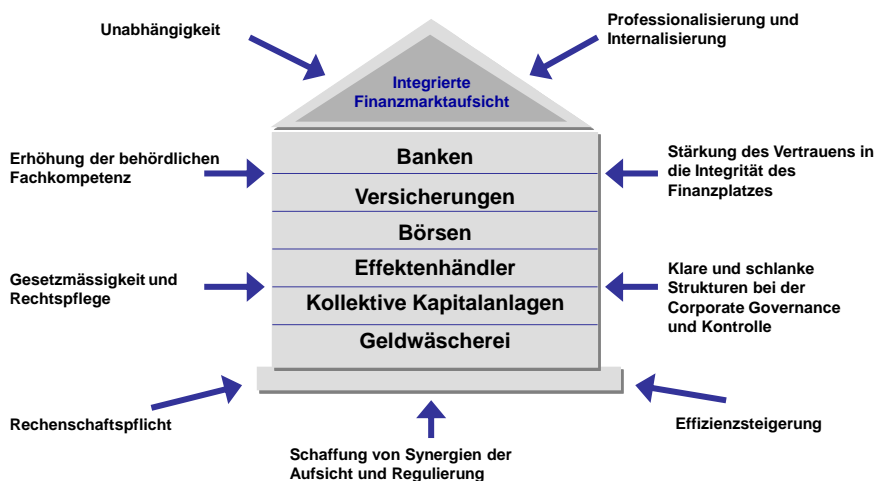 Unabhängigkeit
Professionalisierung und
Internalisierung
Integrierte
Finanzmarktaufsicht
Erhöhung der behördlichen
Fachkompetenz
Banken
Versicherungen
Börsen
Effektenhändler
Kollektive Kapitalanlagen
Geldwäscherei
Stärkung des Vertrauens in
die Integrität des
Finanzplatzes
Gesetzmässigkeit und
Rechtspflege
Klare und schlanke
Strukturen bei der
Corporate Governance
und Kontrolle
Rechenschaftspflicht
Schaffung von Synergien der
Aufsicht und Regulierung
Effizienzsteigerung